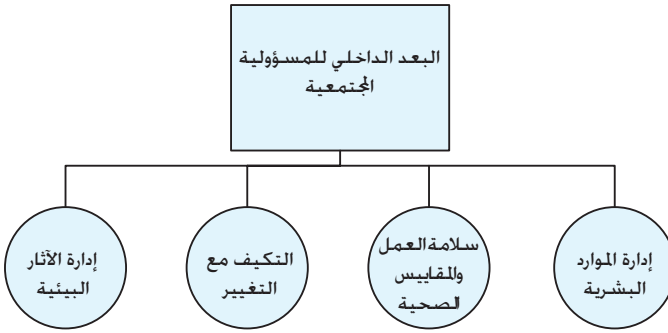 البعد الداخلي للمسؤولية
المجتمعية
إدارة الموارد
البشرية
سلامة العمل
والمقاييس
الصحية
التكيف مع
التغيير
إدارة الآثار
البيئية